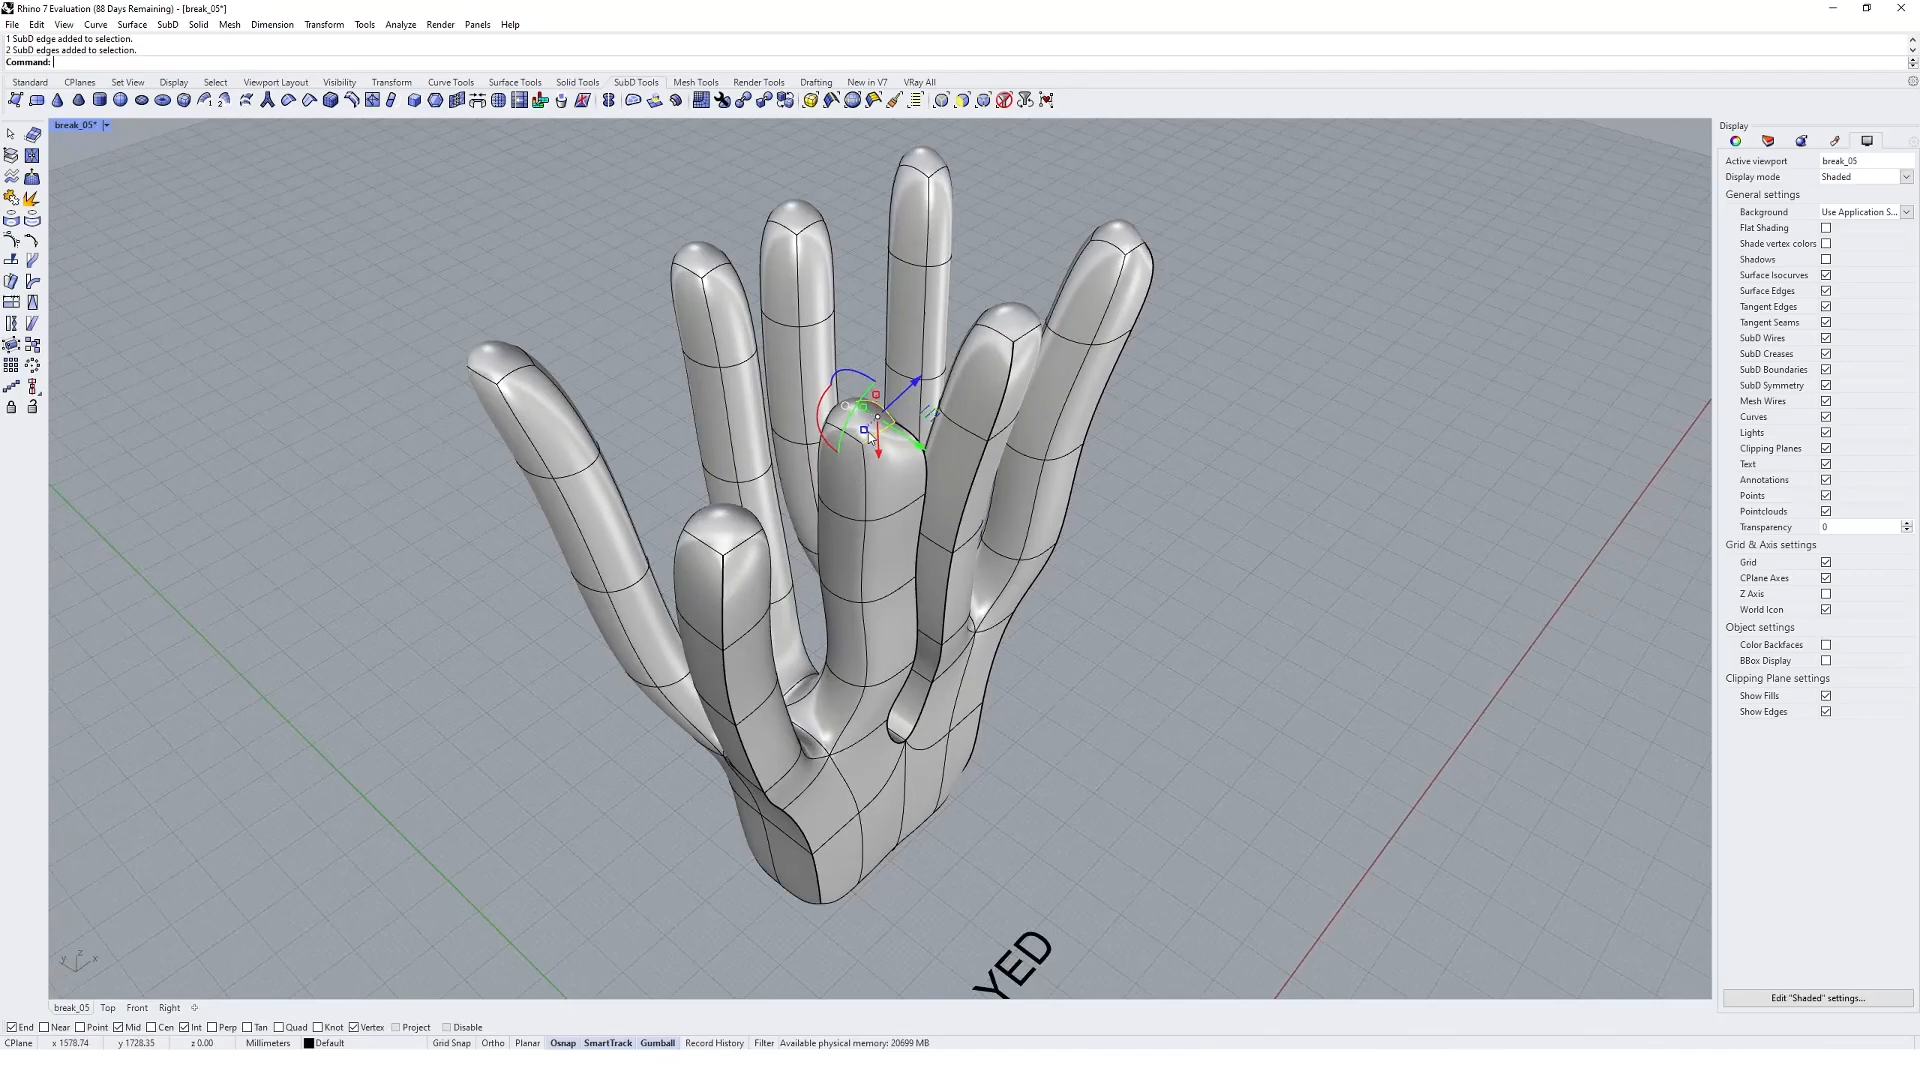 Rhino 7 Evaluation (88 Days Remaining) - [break_05*]
File Edit View Curve Surface SubD Solid Mesh Dimension Transform Tools Analyze Render Panels Help
1 SubD edge added to selection.
2 SubD edges added to selection.
Command:
Standard CPlanes Set View Display Select Viewport Layout Visibility Transform Curve Tools Surface Tools Solid Tools SubD Tools Mesh Tools Render Tools Drafting New in V7 VRay All
break_05*
Display
Active viewport break_05
Display mode Shaded
General settings
Background Use Application S...
Flat Shading
Shade vertex colors
Shadows
Surface Isocurves
Surface Edges
Tangent Edges
Tangent Seams
SubD Wires
SubD Creases
SubD Boundaries
SubD Symmetry
Mesh Wires
Curves
Lights
Clipping Planes
Text
Annotations
Points
Pointclouds
Transparency 0
Grid & Axis settings
Grid
CPlane Axes
Z Axis
World Icon
Object settings
Color Backfaces
BBox Display
Clipping Plane settings
Show Fills
Show Edges
YED
y z x
Edit "Shaded" settings...
break_05 Top Front Right
End Near Point Mid Cen Int Perp Tan Quad Knot Vertex Project Disable
CPlane x 1578.74 y 1728.35 z 0.00 Millimeters Default Grid Snap Ortho Planar Osnap SmartTrack Gumball Record History Filter Available physical memory: 20699 MB